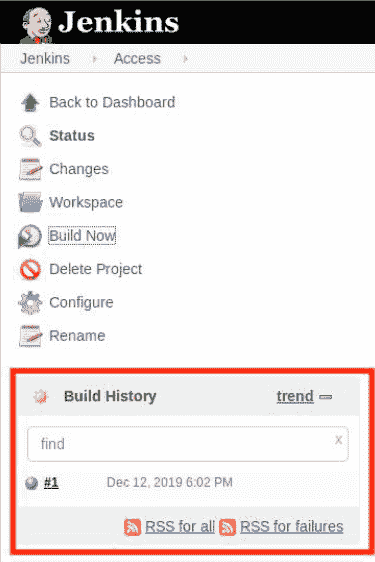 Jenkins
Jenkins Access
Back to Dashboard
Status
Changes
Workspace
Build Now
Delete Project
Configure
Rename
Build History trend
find x
#1 Dec 12, 2019 6:02 PM
RSS for all RSS for failures